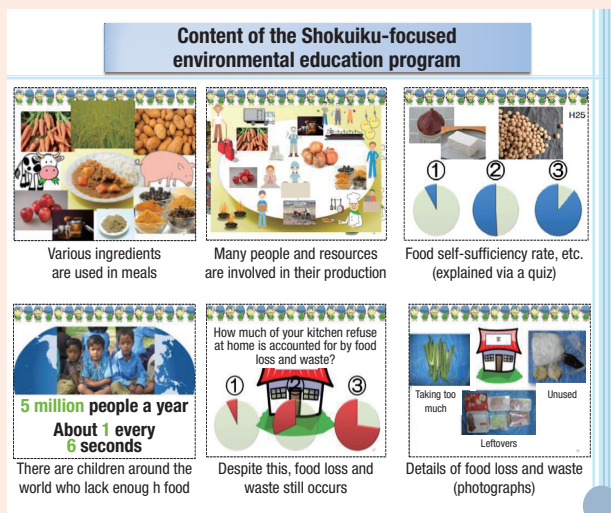 Content of the Shokuiku-focused
environmental education program
Various ingredients
are used in meals
Many people and resources
are involved in their production
H25
① ② ③
Food self-sufficiency rate, etc.
(explained via a quiz)
5 million people a year
About 1 every
6 seconds
There are children around the
world who lack enoug h food
How much of your kitchen refuse
at home is accounted for by food
loss and waste?
① 2 ③
Despite this, food loss and
waste still occurs
Taking too
much
Unused
Leftovers
Details of food loss and waste
(photographs)